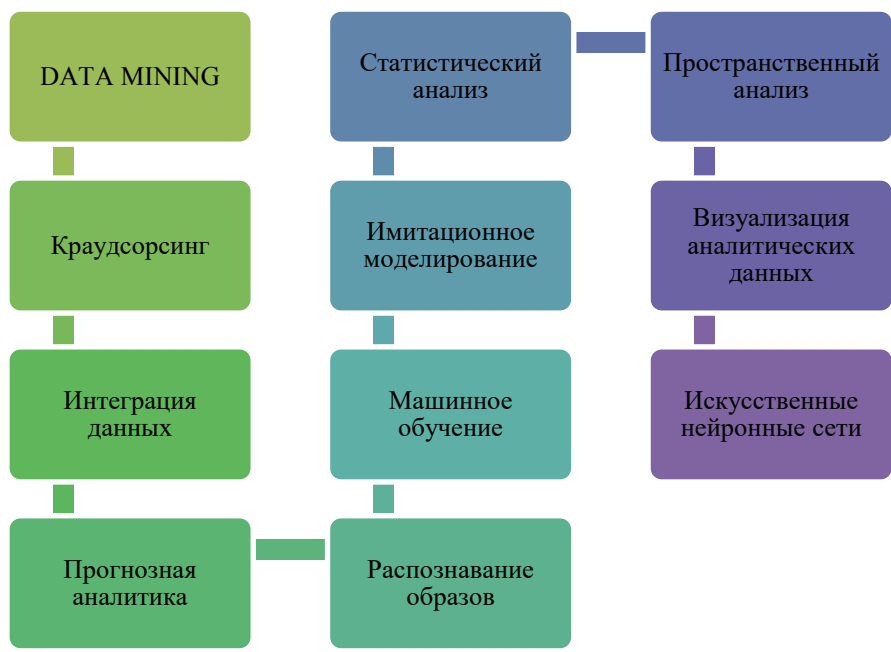 DATA MINING
Краудсорсинг
Интеграция
данных
Прогнозная
аналитика
Распознавание
образов
Машинное
обучение
Имитационное
моделирование
Статистический
анализ
Пространственный
анализ
Визуализация
аналитических
данных
Искусственные
нейронные сети